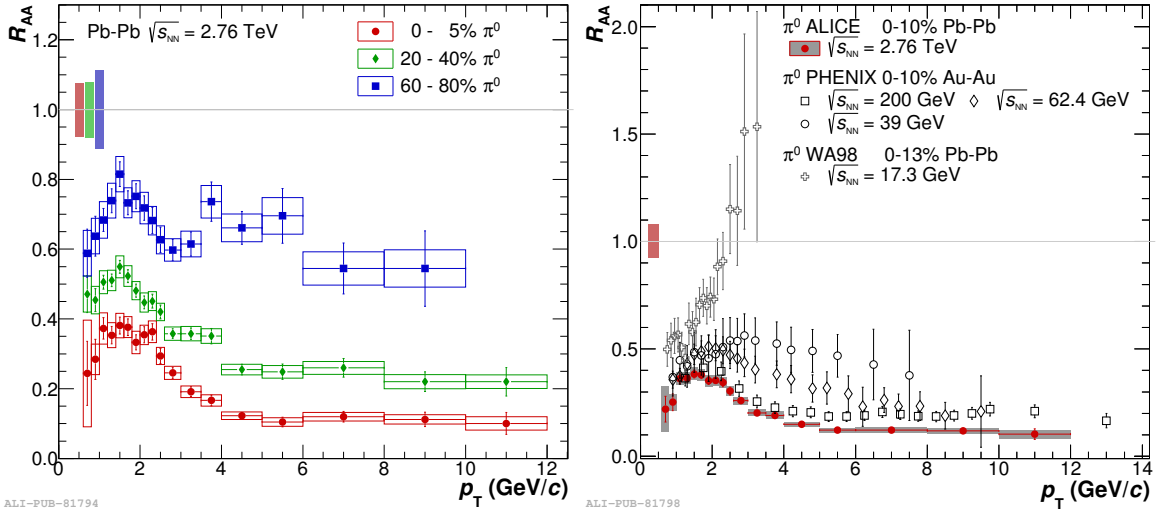 R_AA
Pb-Pb √s_NN = 2.76 TeV
0 - 5% π⁰
20 - 40% π⁰
60 - 80% π⁰
1.2
1.0
0.8
0.6
0.4
0.2
0.0
0 2 4 6 8 10 12
p_T (GeV/c)
ALI-PUB-81794
R_AA
π⁰ ALICE 0-10% Pb-Pb
√s_NN = 2.76 TeV
π⁰ PHENIX 0-10% Au-Au
√s_NN = 200 GeV √s_NN = 62.4 GeV
√s_NN = 39 GeV
π⁰ WA98 0-13% Pb-Pb
√s_NN = 17.3 GeV
2.0
1.5
1.0
0.5
0.0
0 2 4 6 8 10 12 14
p_T (GeV/c)
ALI-PUB-81798